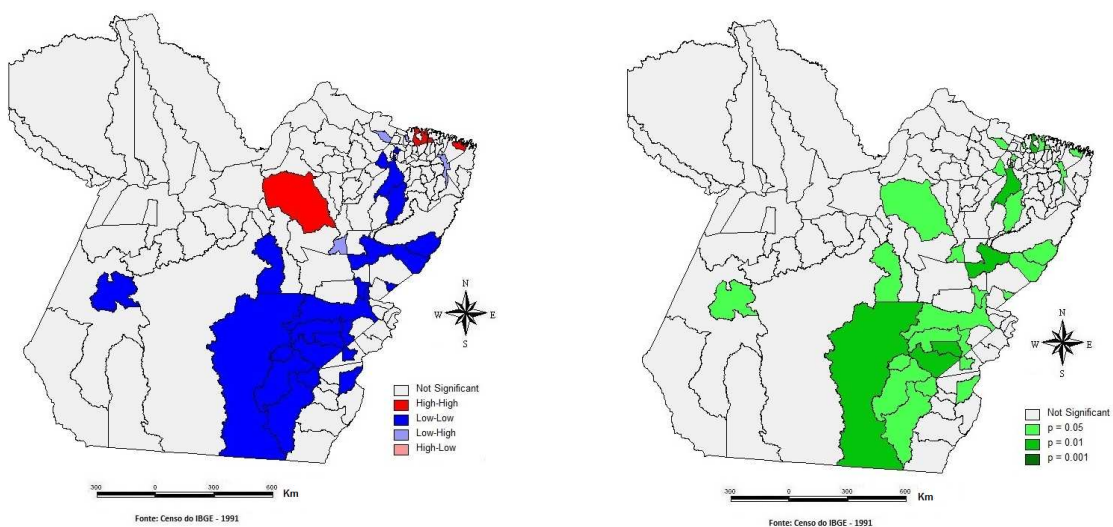 N
W E
S
Not Significant
High-High
Low-Low
Low-High
High-Low
300 0 300 600 Km
Fonte: Censo do IBGE - 1991
N
W E
S
Not Significant
p = 0.05
p = 0.01
p = 0.001
300 0 300 600 Km
Fonte: Censo do IBGE - 1991